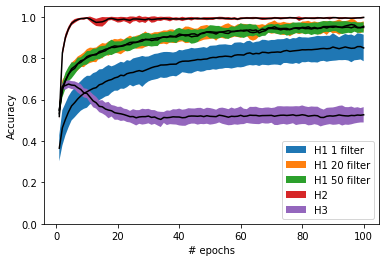 1.0
0.8
0.6
0.4
0.2
0.0
Accuracy
0 20 40 60 80 100
# epochs
H1 1 filter
H1 20 filter
H1 50 filter
H2
H3